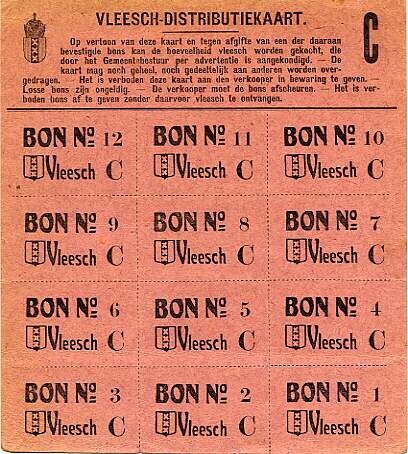 VLEESCH-DISTRIBUTIEKAART.
C
Op vertoon van deze kaart en tegen afgifte van een der daaraan
bevestigde bons kan de hoeveelheid vleesch worden gekocht, die
door het Gemeentebestuur per advertentie is aangekondigd. — De
kaart mag noch geheel, noch gedeeltelijk aan anderen worden over-
gedragen. — Het is verboden deze kaart aan den verkooper in bewaring te geven. —
Losse bons zijn ongeldig. — De verkooper moet de bons afscheuren. — Het is ver-
boden bons af te geven zonder daarvoor vleesch te ontvangen.
BON No 12 BON No 11 BON No 10
Vleesch C Vleesch C Vleesch C
BON No 9 BON No 8 BON No 7
Vleesch C Vleesch C Vleesch C
BON No 6 BON No 5 BON No 4
Vleesch C Vleesch C Vleesch C
BON No 3 BON No 2 BON No 1
Vleesch C Vleesch C Vleesch C